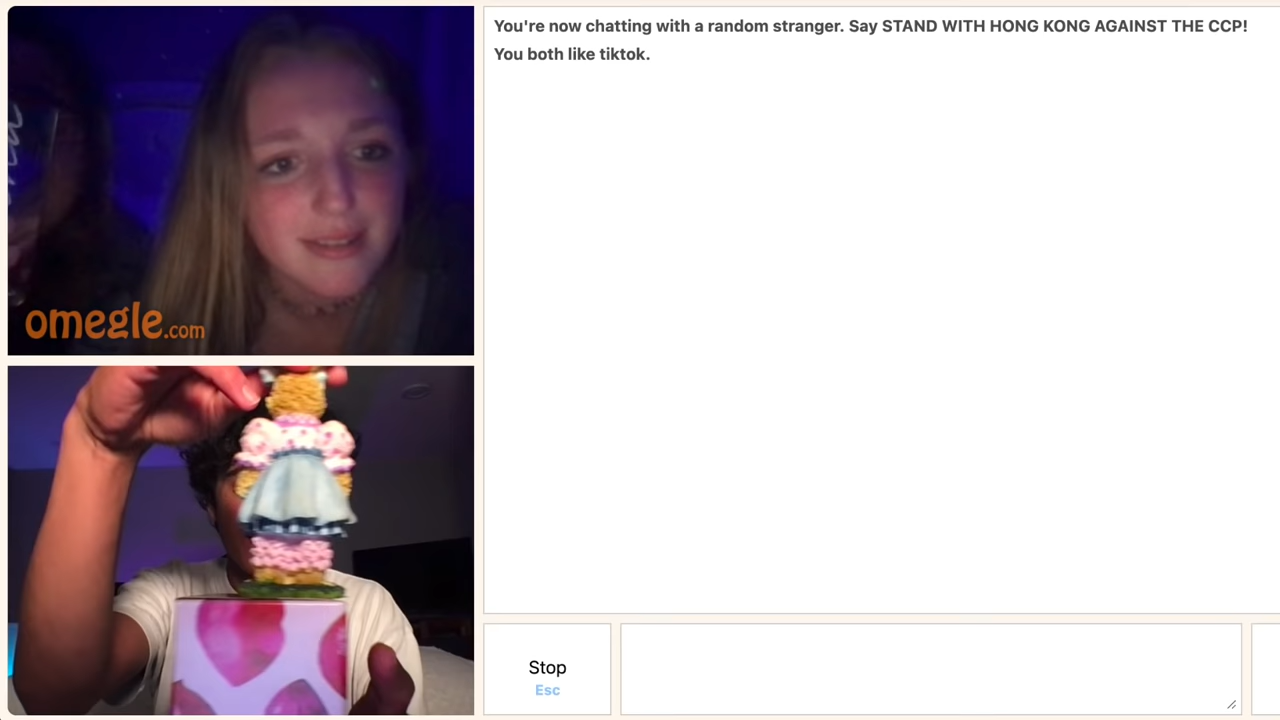 You're now chatting with a random stranger. Say STAND WITH HONG KONG AGAINST THE CCP!
You both like tiktok.
omegle.com
Stop
Esc